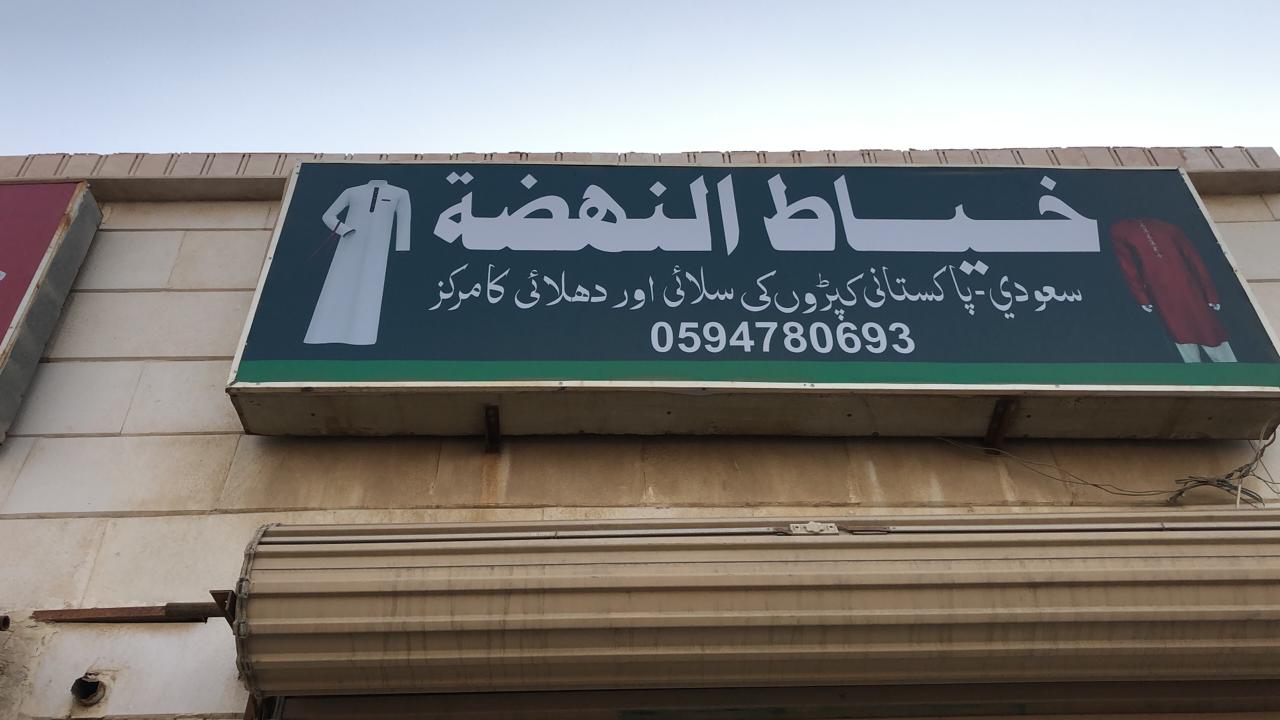 خياط النهضة
سعودي-پاکستانی کپڑوں کی سلائی اور دھلائی کا مرکز
0594780693